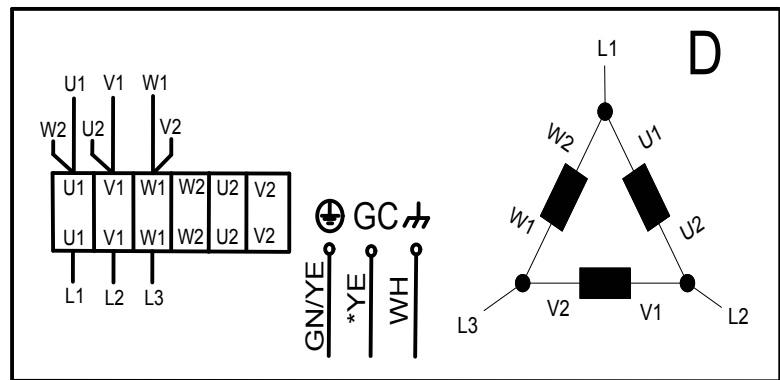 D
L1
U1 V1 W1
W2 U2 V2
U1 V1 W1 W2 U2 V2
U1 V1 W1 W2 U2 V2
L1 L2 L3
GC
GN/YE *YE WH
W2 U1
W1 U2
V2 V1
L3 L2